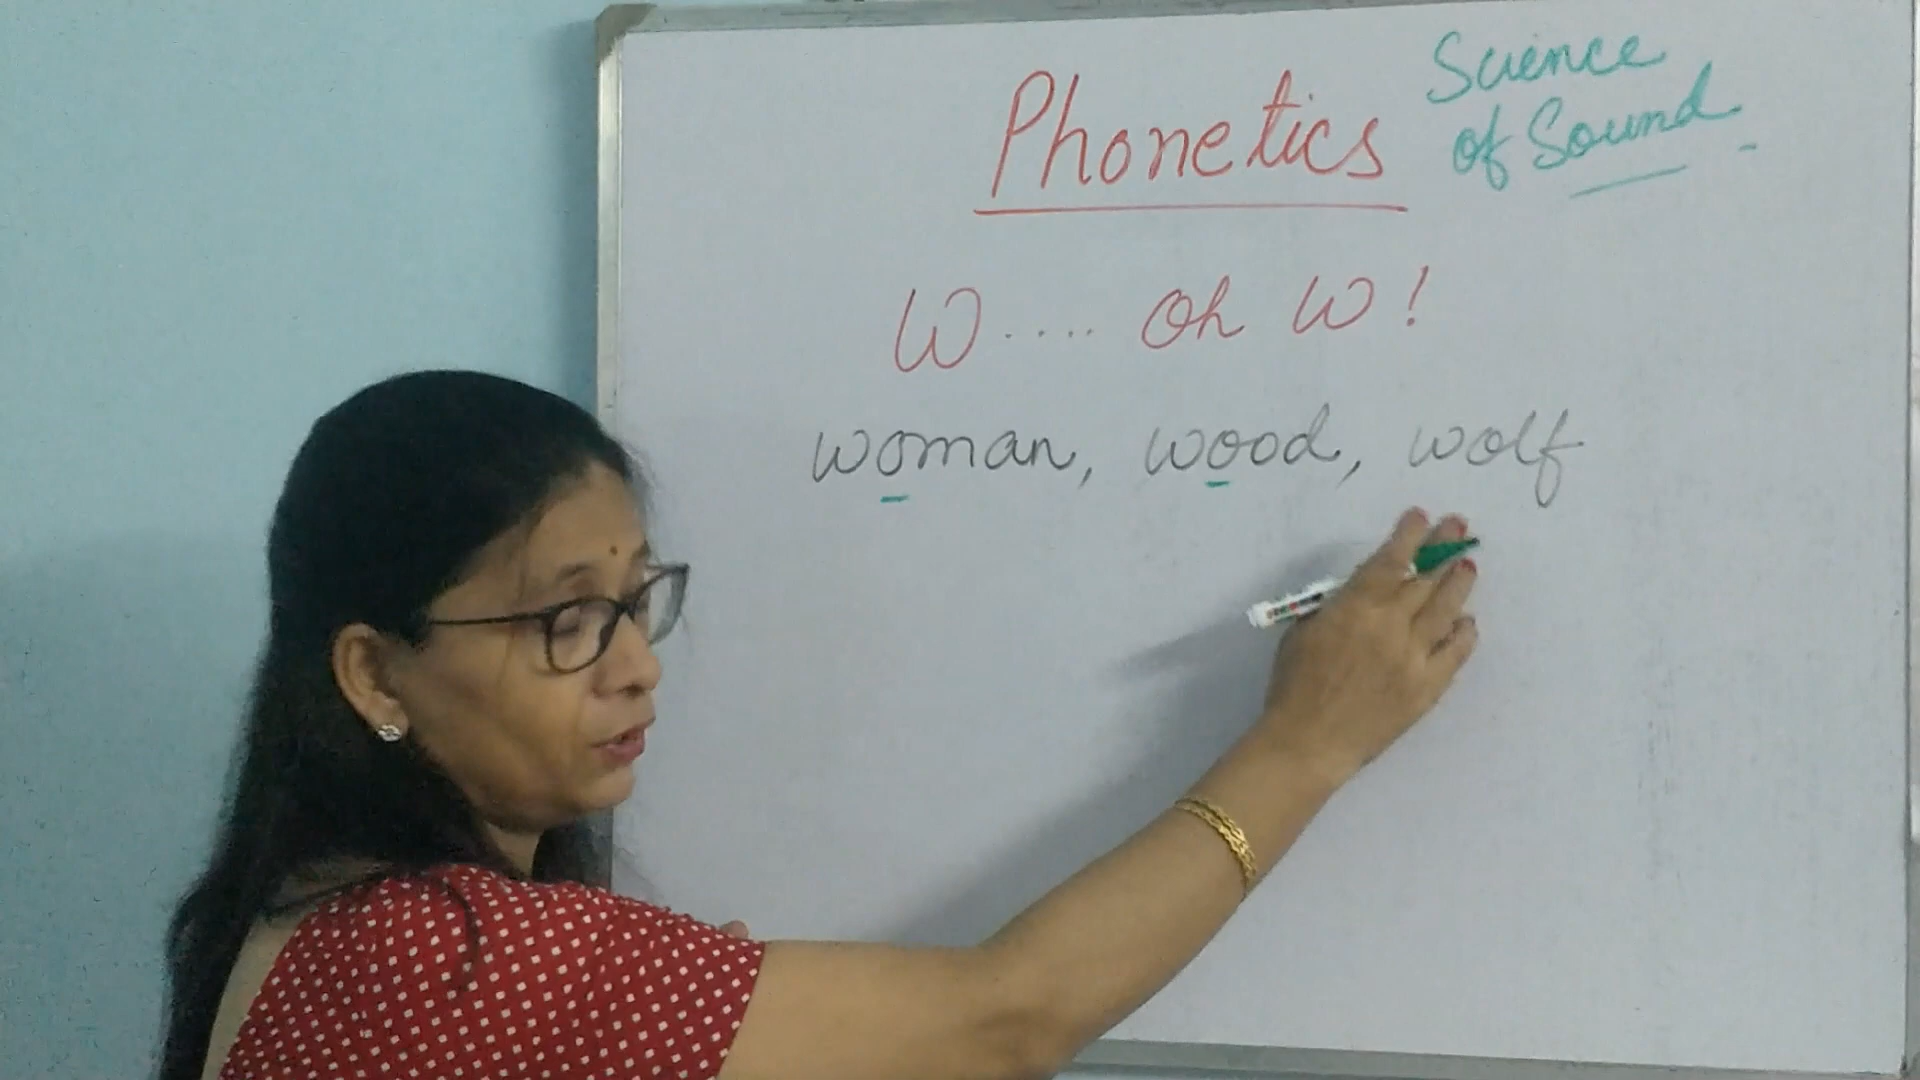 Phonetics
Science
of Sound
W.... oh W!
woman, wood, wolf